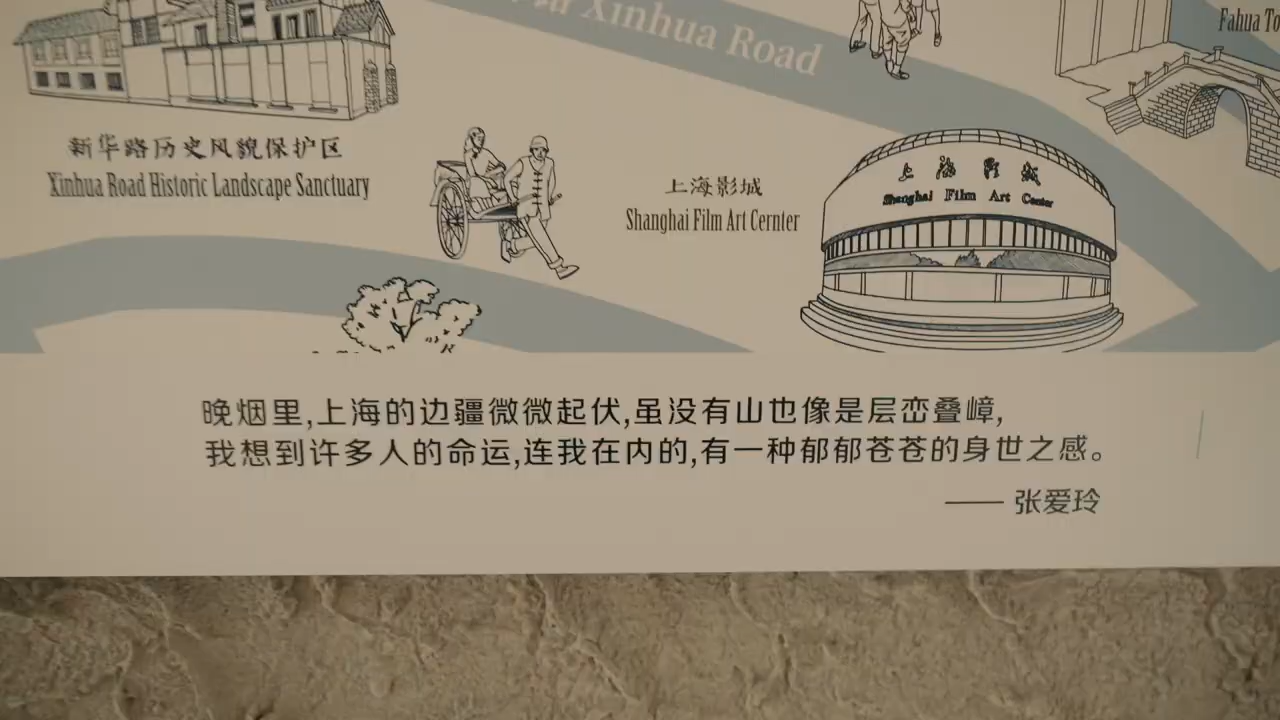 Xinhua Road
Fahua
新华路历史风貌保护区
Xinhua Road Historic Landscape Sanctuary
上海影城
Shanghai Film Art Cernter
上海影城
Shanghai Film Art Center
晚烟里,上海的边疆微微起伏,虽没有山也像是层峦叠嶂,
我想到许多人的命运,连我在内的,有一种郁郁苍苍的身世之感。
—— 张爱玲